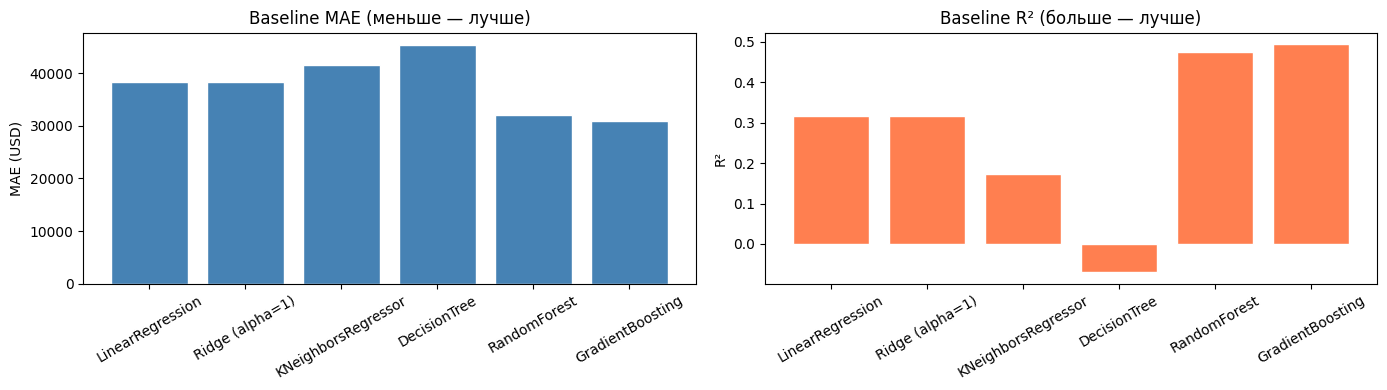 Baseline MAE (меньше — лучше)
MAE (USD)
40000
30000
20000
10000
0
LinearRegression
Ridge (alpha=1)
KNeighborsRegressor
DecisionTree
RandomForest
GradientBoosting
Baseline R² (больше — лучше)
R²
0.5
0.4
0.3
0.2
0.1
0.0
LinearRegression
Ridge (alpha=1)
KNeighborsRegressor
DecisionTree
RandomForest
GradientBoosting